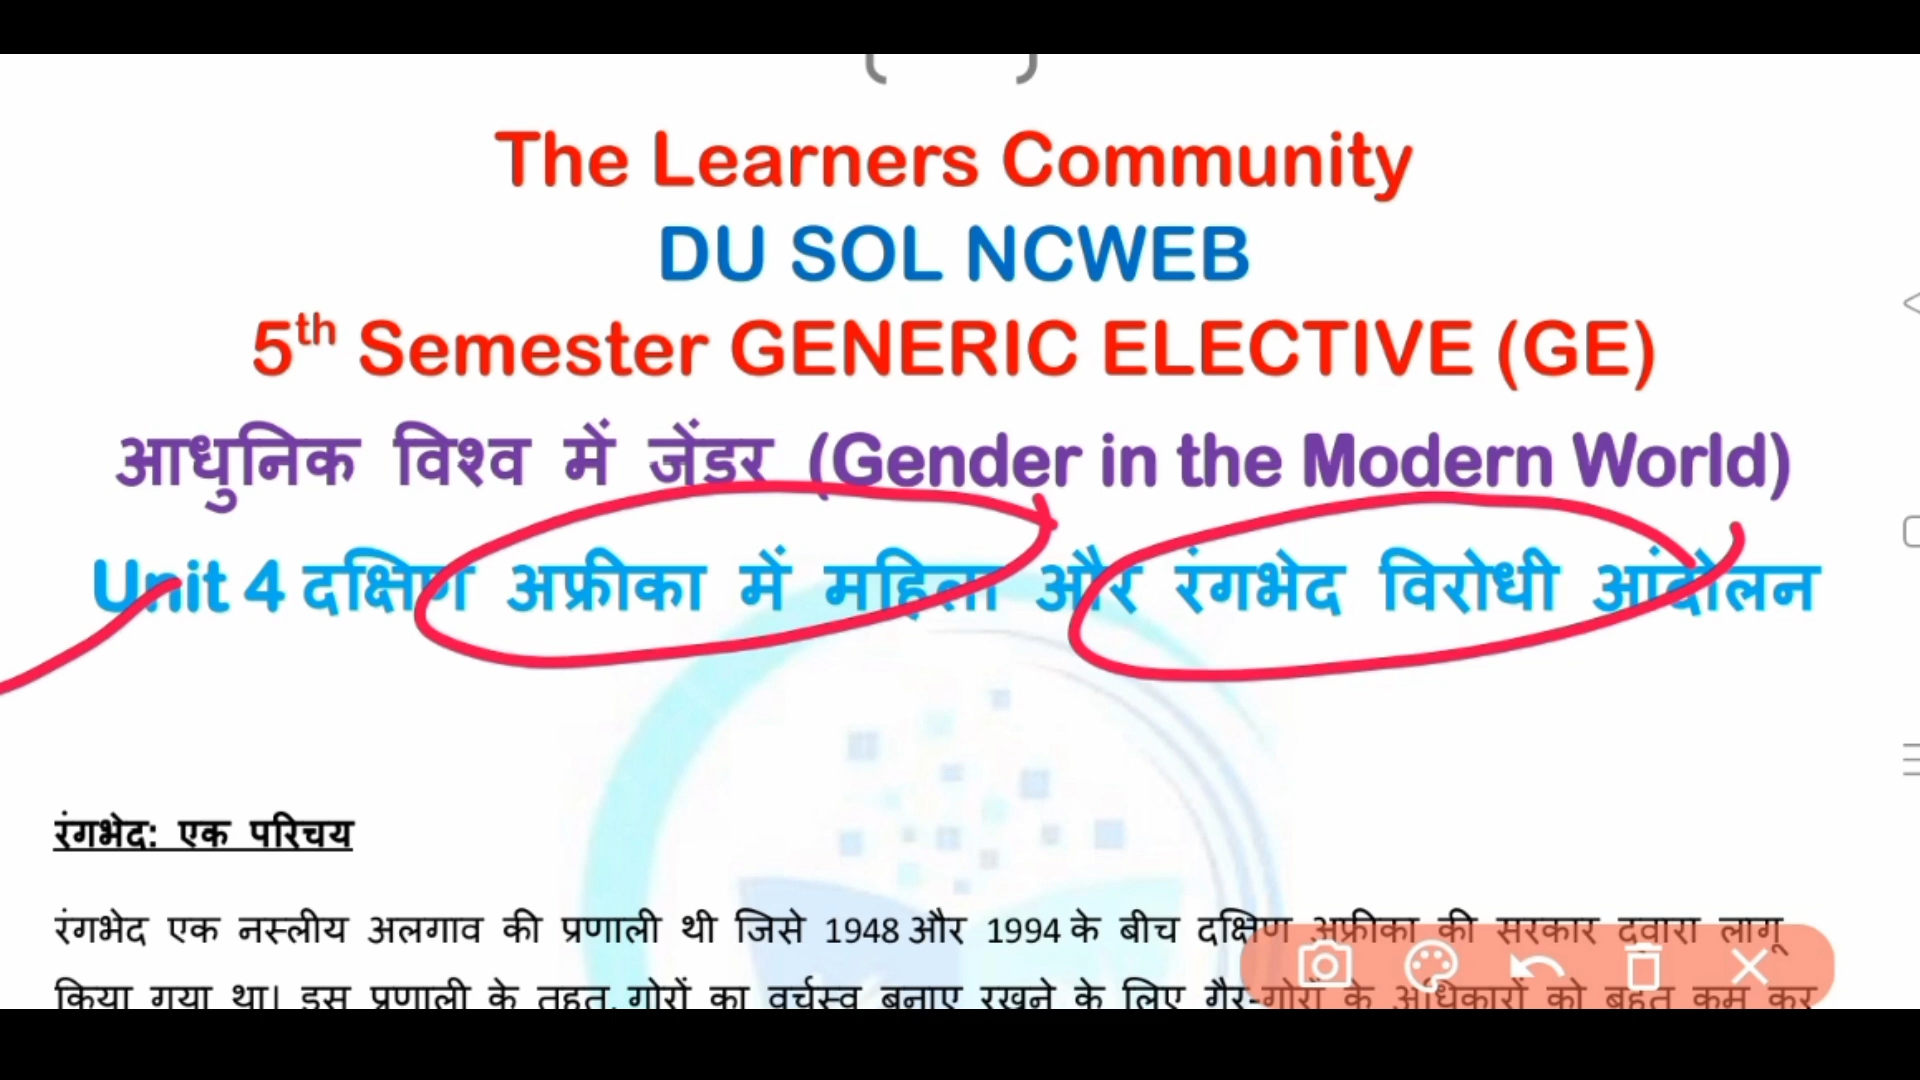 The Learners Community
DU SOL NCWEB
5th Semester GENERIC ELECTIVE (GE)
आधुनिक विश्व में जेंडर (Gender in the Modern World)
Unit 4 दक्षिण अफ्रीका में महिला और रंगभेद विरोधी आंदोलन
रंगभेद: एक परिचय
रंगभेद एक नस्लीय अलगाव की प्रणाली थी जिसे 1948 और 1994 के बीच दक्षिण अफ्रीका की सरकार द्वारा लागू
किया गया था। इस प्रणाली के तहत, गोरों का वर्चस्व बनाए रखने के लिए गैर-गोरों के अधिकारों को बहुत कम कर